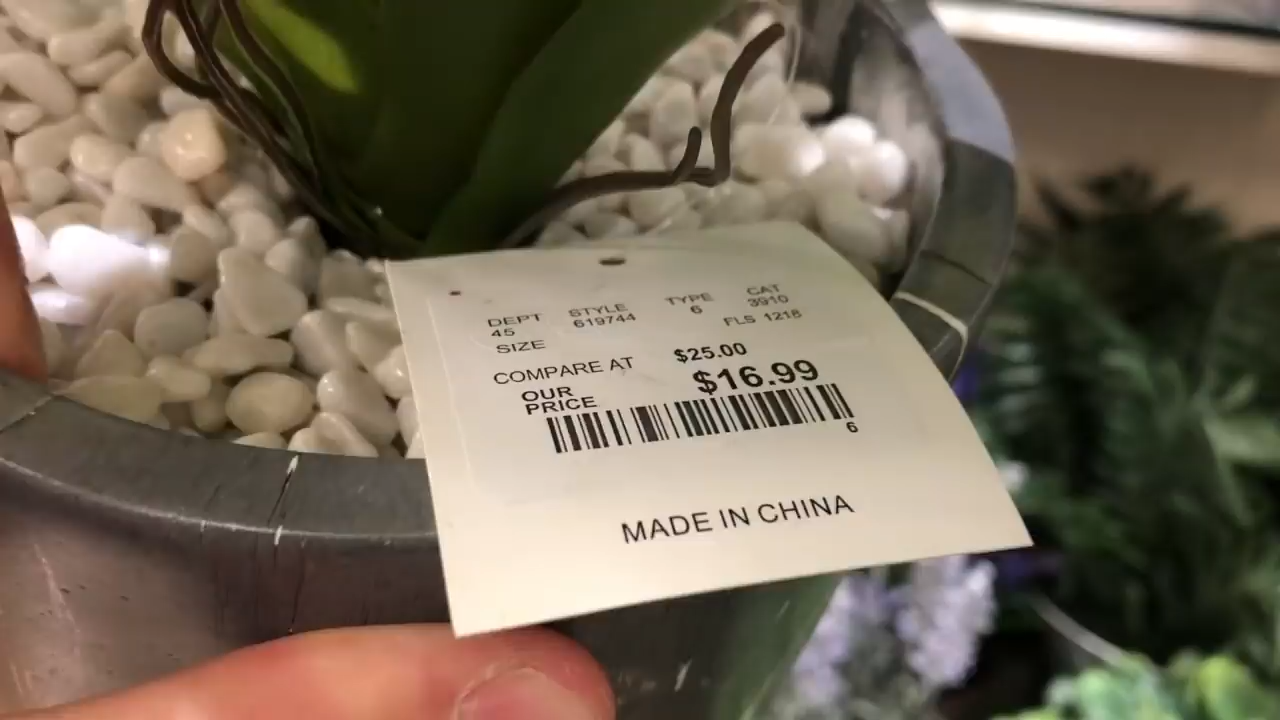 DEPT STYLE TYPE CAT
45 619744 6 3910
SIZE FLS 1218
COMPARE AT $25.00
OUR PRICE $16.99
6
MADE IN CHINA